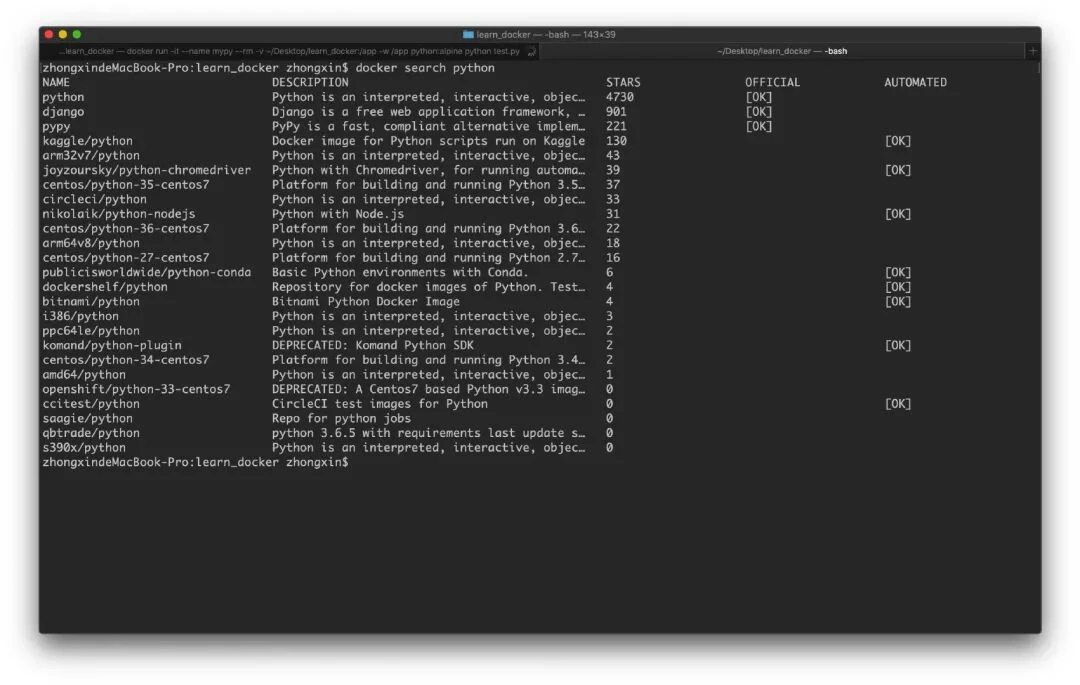 learn_docker — -bash — 143×39
...learn_docker — docker run -it --name mypy --rm -v ~/Desktop/learn_docker:/app -w /app python:alpine python test.py ~/Desktop/learn_docker — -bash +
zhongxindeMacBook-Pro:learn_docker zhongxin$ docker search python
NAME DESCRIPTION STARS OFFICIAL AUTOMATED
python Python is an interpreted, interactive, objec… 4730 [OK]
django Django is a free web application framework, … 901 [OK]
pypy PyPy is a fast, compliant alternative implem… 221 [OK]
kaggle/python Docker image for Python scripts run on Kaggle 130 [OK]
arm32v7/python Python is an interpreted, interactive, objec… 43
joyzoursky/python-chromedriver Python with Chromedriver, for running automa… 39 [OK]
centos/python-35-centos7 Platform for building and running Python 3.5… 37
circleci/python Python is an interpreted, interactive, objec… 33
nikolaik/python-nodejs Python with Node.js 31 [OK]
centos/python-36-centos7 Platform for building and running Python 3.6… 22
arm64v8/python Python is an interpreted, interactive, objec… 18
centos/python-27-centos7 Platform for building and running Python 2.7… 16
publicisworldwide/python-conda Basic Python environments with Conda. 6 [OK]
dockershelf/python Repository for docker images of Python. Test… 4 [OK]
bitnami/python Bitnami Python Docker Image 4 [OK]
i386/python Python is an interpreted, interactive, objec… 3
ppc64le/python Python is an interpreted, interactive, objec… 2
komand/python-plugin DEPRECATED: Komand Python SDK 2 [OK]
centos/python-34-centos7 Platform for building and running Python 3.4… 2
amd64/python Python is an interpreted, interactive, objec… 1
openshift/python-33-centos7 DEPRECATED: A Centos7 based Python v3.3 imag… 0
ccitest/python CircleCI test images for Python 0 [OK]
saagie/python Repo for python jobs 0
qbtrade/python python 3.6.5 with requirements last update s… 0
s390x/python Python is an interpreted, interactive, objec… 0
zhongxindeMacBook-Pro:learn_docker zhongxin$